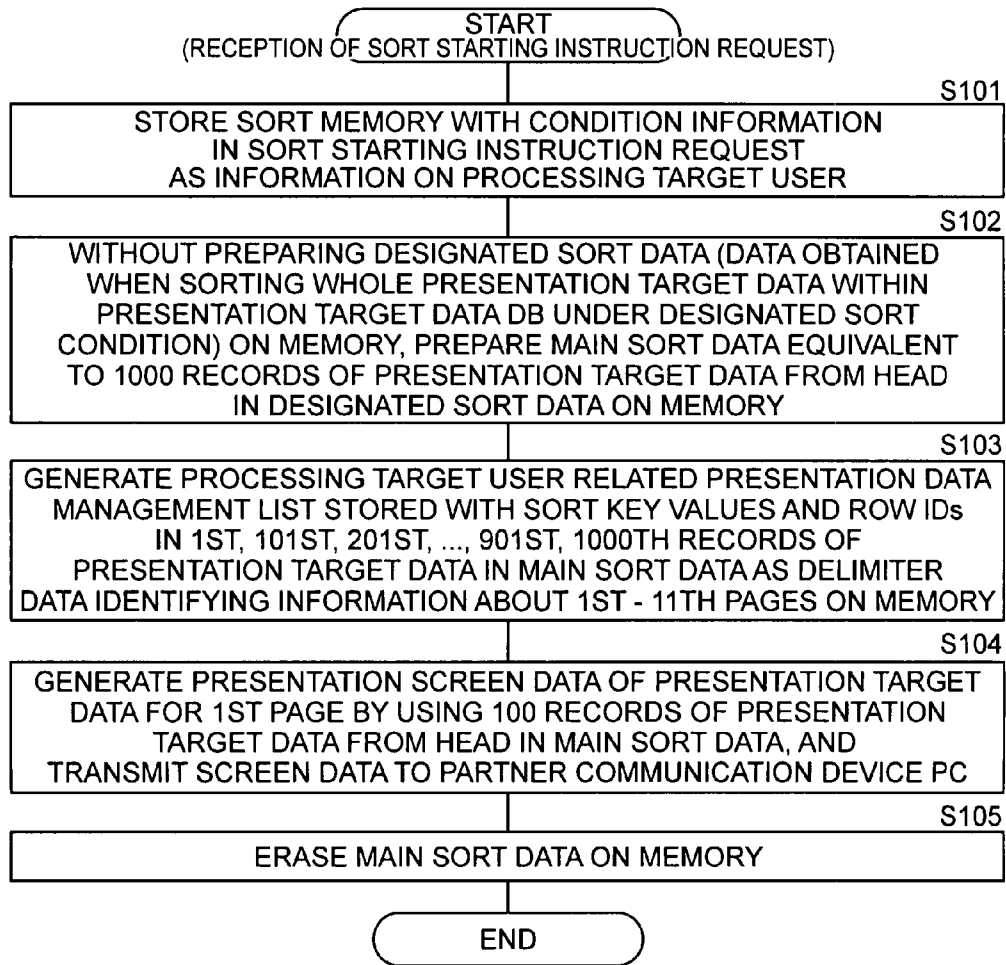 START
(RECEPTION OF SORT STARTING INSTRUCTION REQUEST)
S101
STORE SORT MEMORY WITH CONDITION INFORMATION
IN SORT STARTING INSTRUCTION REQUEST
AS INFORMATION ON PROCESSING TARGET USER
S102
WITHOUT PREPARING DESIGNATED SORT DATA (DATA OBTAINED
WHEN SORTING WHOLE PRESENTATION TARGET DATA WITHIN
PRESENTATION TARGET DATA DB UNDER DESIGNATED SORT
CONDITION) ON MEMORY, PREPARE MAIN SORT DATA EQUIVALENT
TO 1000 RECORDS OF PRESENTATION TARGET DATA FROM HEAD
IN DESIGNATED SORT DATA ON MEMORY
S103
GENERATE PROCESSING TARGET USER RELATED PRESENTATION DATA
MANAGEMENT LIST STORED WITH SORT KEY VALUES AND ROW IDs
IN 1ST, 101ST, 201ST, ..., 901ST, 1000TH RECORDS OF
PRESENTATION TARGET DATA IN MAIN SORT DATA AS DELIMITER
DATA IDENTIFYING INFORMATION ABOUT 1ST - 11TH PAGES ON MEMORY
S104
GENERATE PRESENTATION SCREEN DATA OF PRESENTATION TARGET
DATA FOR 1ST PAGE BY USING 100 RECORDS OF PRESENTATION
TARGET DATA FROM HEAD IN MAIN SORT DATA, AND
TRANSMIT SCREEN DATA TO PARTNER COMMUNICATION DEVICE PC
S105
ERASE MAIN SORT DATA ON MEMORY
END